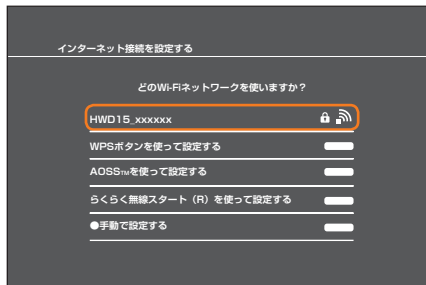 インターネット接続を設定する
どのWi-Fiネットワークを使いますか？
HWD15_xxxxxx
WPSボタンを使って設定する
AOSS™を使って設定する
らくらく無線スタート（R）を使って設定する
●手動で設定する